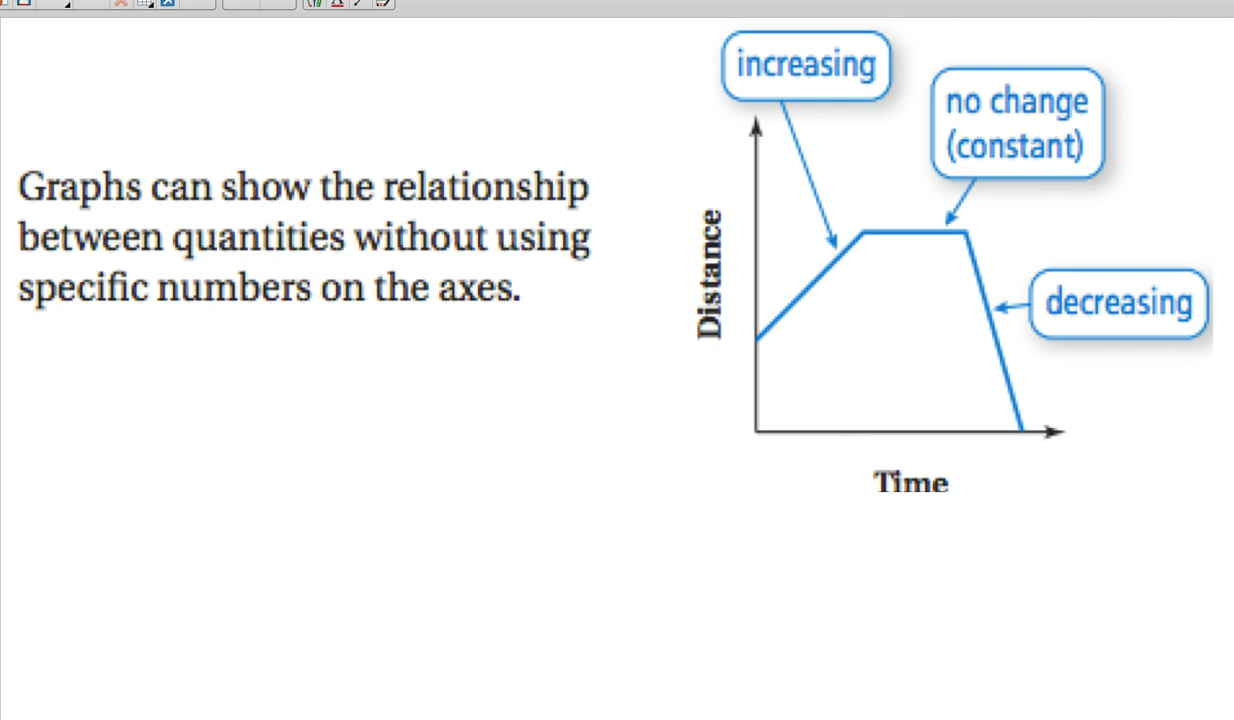 increasing
no change
(constant)
Graphs can show the relationship
between quantities without using
specific numbers on the axes.
Distance
decreasing
Time